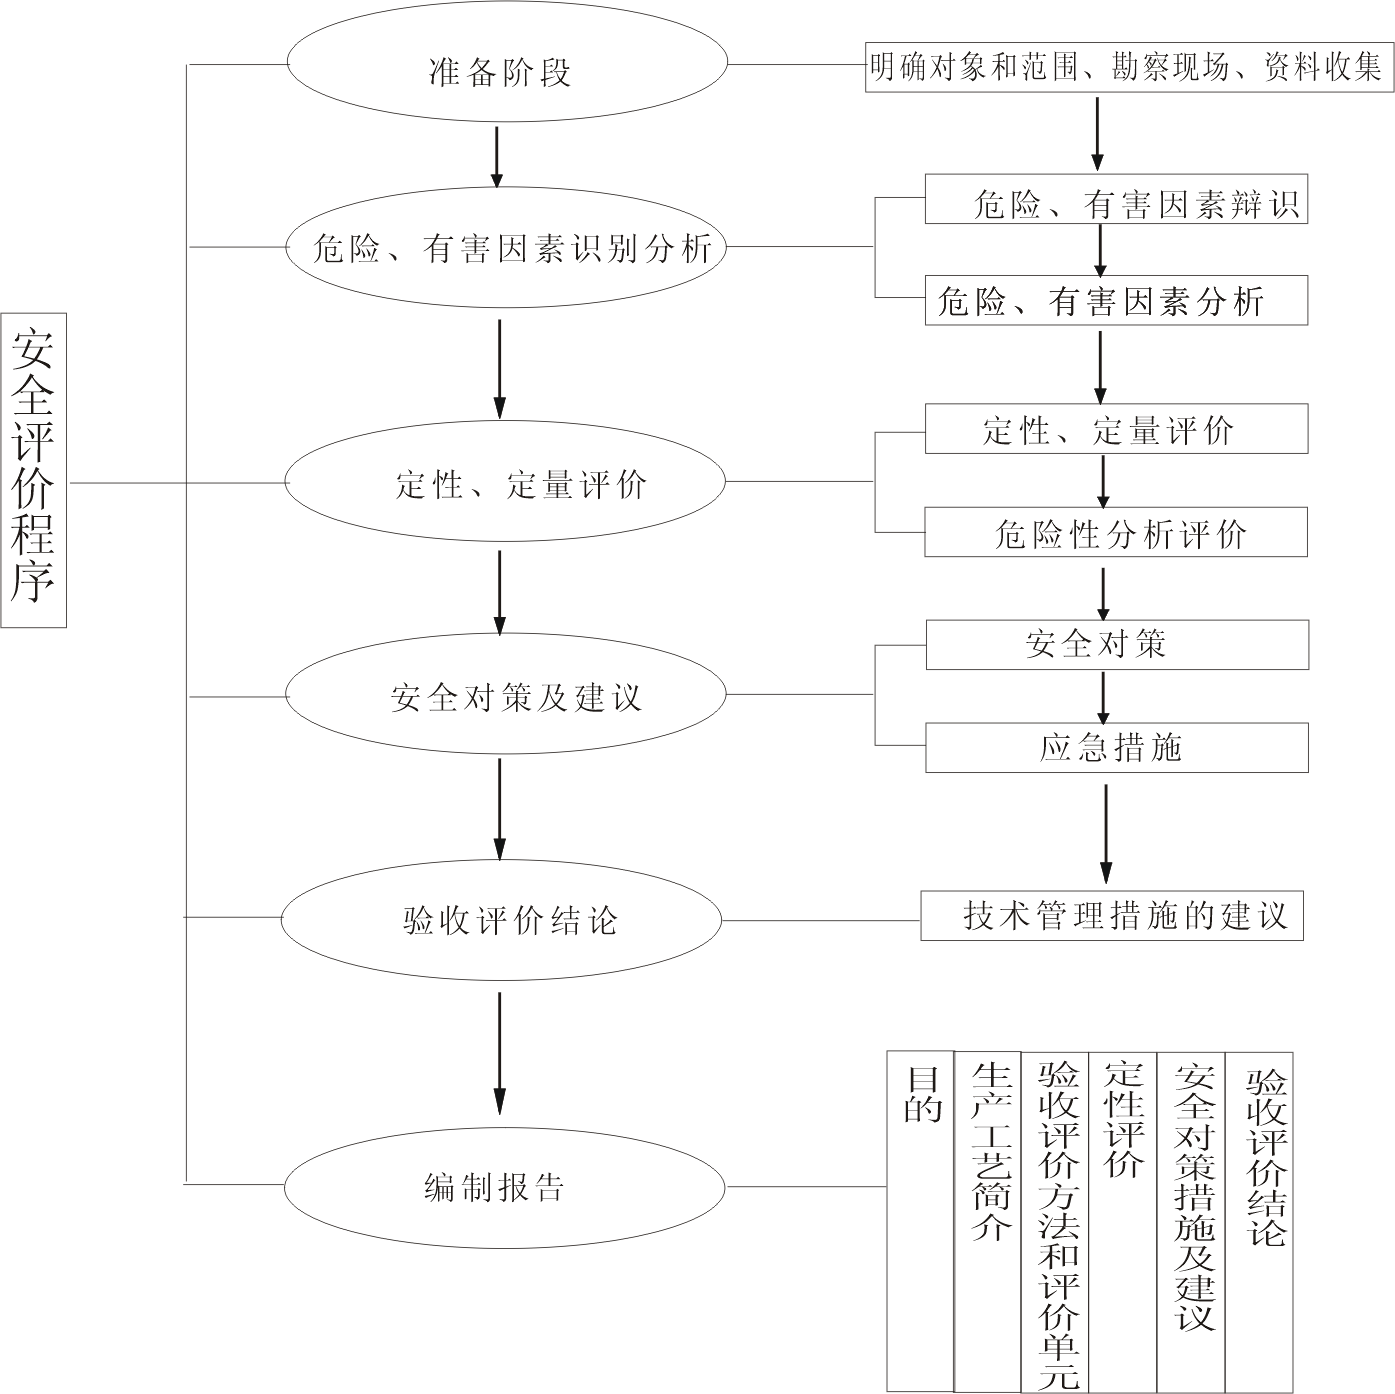 安全评价程序
准备阶段
明确对象和范围、勘察现场、资料收集
危险、有害因素识别分析
危险、有害因素辩识
危险、有害因素分析
定性、定量评价
定性、定量评价
危险性分析评价
安全对策及建议
安全对策
应急措施
验收评价结论
技术管理措施的建议
编制报告
目的
生产工艺简介
验收评价方法和评价单元
定性评价
安全对策措施及建议
验收评价结论